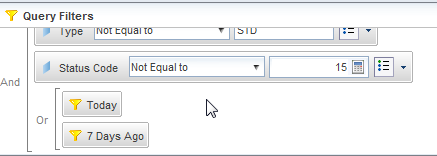 Query Filters
Type Not Equal to STD
Status Code Not Equal to 15
And
Or
Today
7 Days Ago